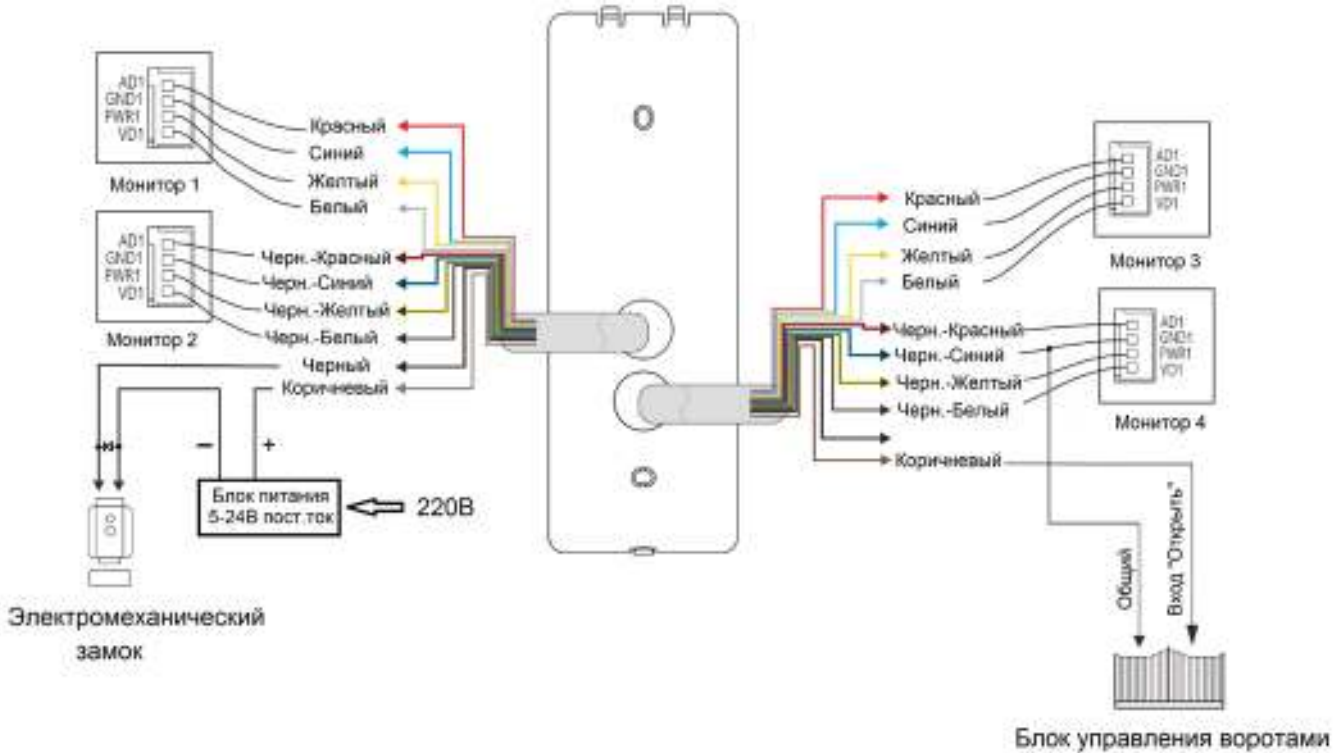 AD1
GND1
PWR1
VD1
Монитор 1
Красный
Синий
Желтый
Белый
AD1
GND1
PWR1
VD1
Монитор 2
Черн.-Красный
Черн.-Синий
Черн.-Желтый
Черн.-Белый
Черный
Коричневый
–
+
Блок питания
5-24В пост.ток
220В
Электромеханический
замок
Красный
Синий
Желтый
Белый
AD1
GND1
PWR1
VD1
Монитор 3
Черн.-Красный
Черн.-Синий
Черн.-Желтый
Черн.-Белый
Коричневый
AD1
GND1
PWR1
VD1
Монитор 4
Общий
Вход "Открыть"
Блок управления воротами